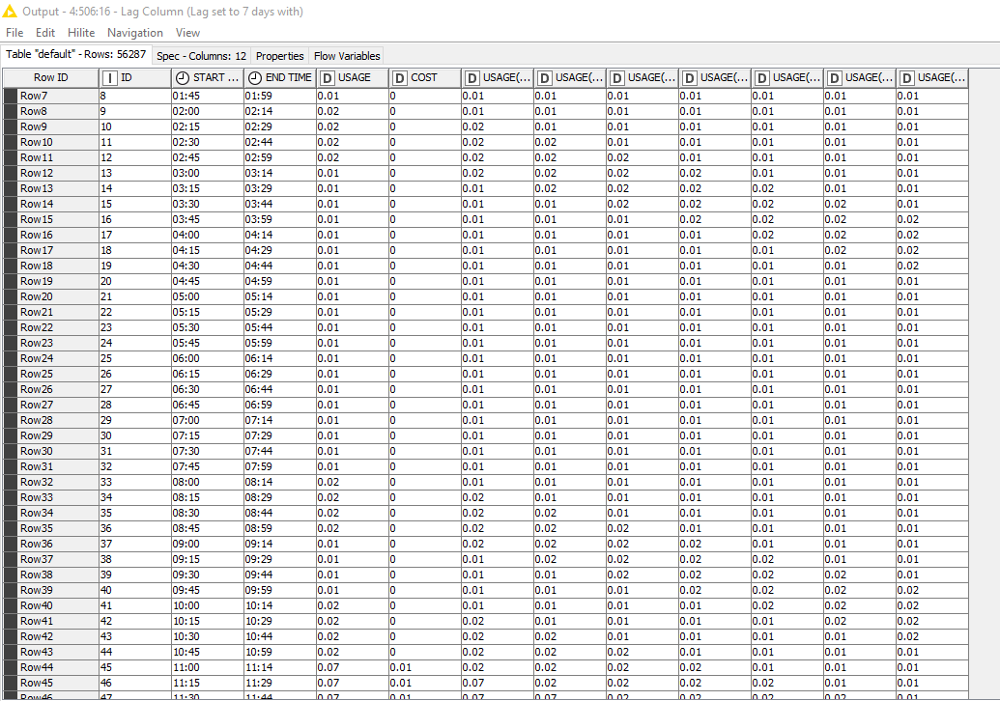 Output - 4:506:16 - Lag Column (Lag set to 7 days with)
File Edit Hilite Navigation View
Table "default" - Rows: 56287 Spec - Columns: 12 Properties Flow Variables
Row ID I ID START ... END TIME D USAGE D COST D USAGE(... D USAGE(... D USAGE(... D USAGE(... D USAGE(... D USAGE(... D USAGE(...
Row7 8 01:45 01:59 0.01 0 0.01 0.01 0.01 0.01 0.01 0.01 0.01
Row8 9 02:00 02:14 0.02 0 0.01 0.01 0.01 0.01 0.01 0.01 0.01
Row9 10 02:15 02:29 0.02 0 0.02 0.01 0.01 0.01 0.01 0.01 0.01
Row10 11 02:30 02:44 0.02 0 0.02 0.02 0.01 0.01 0.01 0.01 0.01
Row11 12 02:45 02:59 0.02 0 0.02 0.02 0.02 0.01 0.01 0.01 0.01
Row12 13 03:00 03:14 0.01 0 0.02 0.02 0.02 0.02 0.01 0.01 0.01
Row13 14 03:15 03:29 0.01 0 0.01 0.02 0.02 0.02 0.02 0.01 0.01
Row14 15 03:30 03:44 0.01 0 0.01 0.01 0.02 0.02 0.02 0.02 0.01
Row15 16 03:45 03:59 0.01 0 0.01 0.01 0.01 0.02 0.02 0.02 0.02
Row16 17 04:00 04:14 0.01 0 0.01 0.01 0.01 0.01 0.02 0.02 0.02
Row17 18 04:15 04:29 0.01 0 0.01 0.01 0.01 0.01 0.01 0.02 0.02
Row18 19 04:30 04:44 0.01 0 0.01 0.01 0.01 0.01 0.01 0.01 0.02
Row19 20 04:45 04:59 0.01 0 0.01 0.01 0.01 0.01 0.01 0.01 0.01
Row20 21 05:00 05:14 0.01 0 0.01 0.01 0.01 0.01 0.01 0.01 0.01
Row21 22 05:15 05:29 0.01 0 0.01 0.01 0.01 0.01 0.01 0.01 0.01
Row22 23 05:30 05:44 0.01 0 0.01 0.01 0.01 0.01 0.01 0.01 0.01
Row23 24 05:45 05:59 0.01 0 0.01 0.01 0.01 0.01 0.01 0.01 0.01
Row24 25 06:00 06:14 0.01 0 0.01 0.01 0.01 0.01 0.01 0.01 0.01
Row25 26 06:15 06:29 0.01 0 0.01 0.01 0.01 0.01 0.01 0.01 0.01
Row26 27 06:30 06:44 0.01 0 0.01 0.01 0.01 0.01 0.01 0.01 0.01
Row27 28 06:45 06:59 0.01 0 0.01 0.01 0.01 0.01 0.01 0.01 0.01
Row28 29 07:00 07:14 0.01 0 0.01 0.01 0.01 0.01 0.01 0.01 0.01
Row29 30 07:15 07:29 0.01 0 0.01 0.01 0.01 0.01 0.01 0.01 0.01
Row30 31 07:30 07:44 0.01 0 0.01 0.01 0.01 0.01 0.01 0.01 0.01
Row31 32 07:45 07:59 0.01 0 0.01 0.01 0.01 0.01 0.01 0.01 0.01
Row32 33 08:00 08:14 0.02 0 0.01 0.01 0.01 0.01 0.01 0.01 0.01
Row33 34 08:15 08:29 0.02 0 0.02 0.01 0.01 0.01 0.01 0.01 0.01
Row34 35 08:30 08:44 0.02 0 0.02 0.02 0.01 0.01 0.01 0.01 0.01
Row35 36 08:45 08:59 0.02 0 0.02 0.02 0.02 0.01 0.01 0.01 0.01
Row36 37 09:00 09:14 0.01 0 0.02 0.02 0.02 0.02 0.01 0.01 0.01
Row37 38 09:15 09:29 0.01 0 0.01 0.02 0.02 0.02 0.02 0.01 0.01
Row38 39 09:30 09:44 0.01 0 0.01 0.01 0.02 0.02 0.02 0.02 0.01
Row39 40 09:45 09:59 0.01 0 0.01 0.01 0.01 0.02 0.02 0.02 0.02
Row40 41 10:00 10:14 0.02 0 0.01 0.01 0.01 0.01 0.02 0.02 0.02
Row41 42 10:15 10:29 0.02 0 0.02 0.01 0.01 0.01 0.01 0.02 0.02
Row42 43 10:30 10:44 0.02 0 0.02 0.02 0.01 0.01 0.01 0.01 0.02
Row43 44 10:45 10:59 0.02 0 0.02 0.02 0.02 0.01 0.01 0.01 0.01
Row44 45 11:00 11:14 0.07 0.01 0.02 0.02 0.02 0.02 0.01 0.01 0.01
Row45 46 11:15 11:29 0.07 0.01 0.07 0.02 0.02 0.02 0.02 0.01 0.01
Row46 47 11:30 11:44 0.07 0.01 0.07 0.07 0.02 0.02 0.02 0.02 0.01